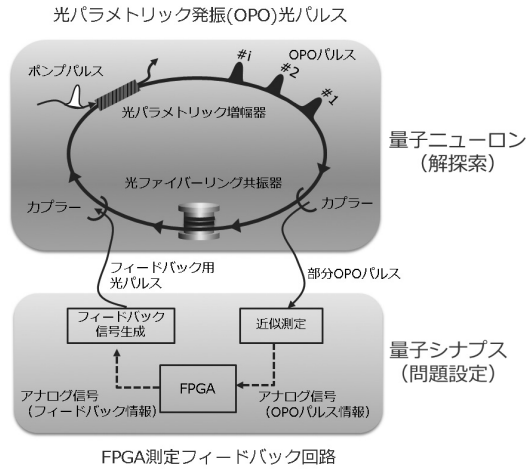 光パラメトリック発振(OPO)光パルス
ポンプパルス
#i
#2
#1
OPOパルス
光パラメトリック増幅器
量子ニューロン
(解探索)
光ファイバーリング共振器
カプラー
カプラー
フィードバック用
光パルス
部分OPOパルス
フィードバック
信号生成
近似測定
量子シナプス
(問題設定)
FPGA
アナログ信号
(フィードバック情報)
アナログ信号
(OPOパルス情報)
FPGA測定フィードバック回路